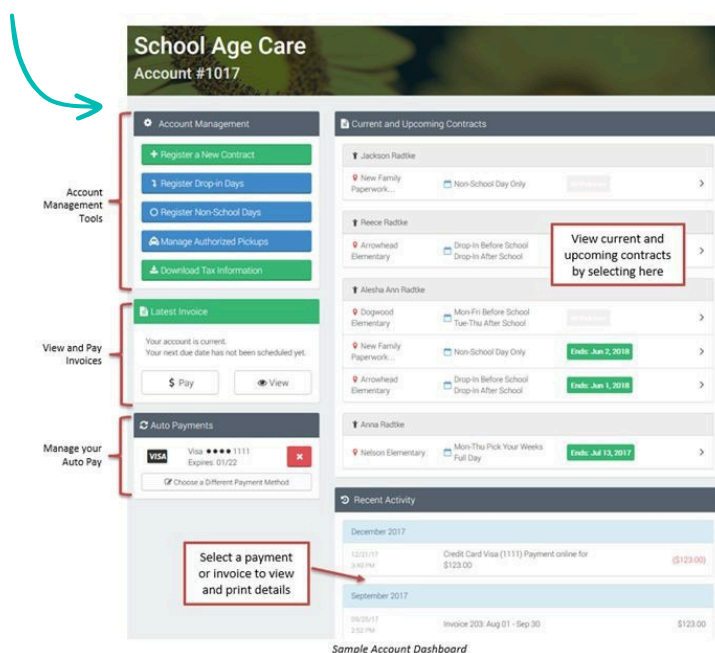 School Age Care
Account #1017
Account Management
Register a New Contract
Register Drop-in Days
Register Non-School Days
Manage Authorized Pickups
Download Tax Information
Account
Management
Tools
Latest Invoice
Your account is current.
Your next due date has not been scheduled yet.
$ Pay
View
View and Pay
Invoices
Auto Payments
VISA
Visa •••• 1111
Expires: 01/22
Choose a Different Payment Method
Manage your
Auto Pay
Current and Upcoming Contracts
Jackson Radtke
New Family
Paperwork...
Non-School Day Only
Reece Radtke
Arrowhead
Elementary
Drop-In Before School
Drop-In After School
View current and
upcoming contracts
by selecting here
Alesha Ann Radtke
Dogwood
Elementary
Mon-Fri Before School
Tue-Thu After School
New Family
Paperwork...
Non-School Day Only
Ends: Jun 2, 2018
Arrowhead
Elementary
Drop-In Before School
Drop-In After School
Ends: Jun 1, 2018
Anna Radtke
Nelson Elementary
Mon-Thu Pick Your Weeks
Full Day
Ends: Jul 13, 2017
Recent Activity
December 2017
3:49 PM
Credit Card Visa (1111) Payment online for
$123.00
($123.00)
Select a payment
or invoice to view
and print details
September 2017
2:52 PM
Invoice 203: Aug 01 - Sep 30
$123.00
Sample Account Dashboard